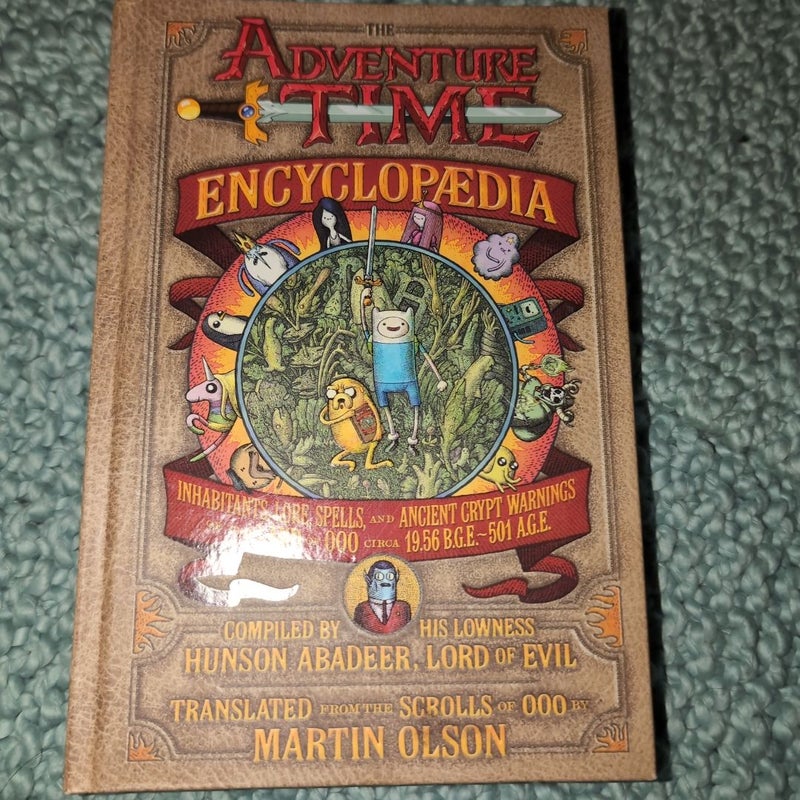 THE
ADVENTURE
TIME
ENCYCLOPÆDIA
INHABITANTS, LORE, SPELLS, AND ANCIENT CRYPT WARNINGS
OOO CIRCA 19.56 B.G.E.~501 A.G.E.
COMPILED BY HIS LOWNESS
HUNSON ABADEER, LORD OF EVIL
TRANSLATED FROM THE SCROLLS OF OOO BY
MARTIN OLSON